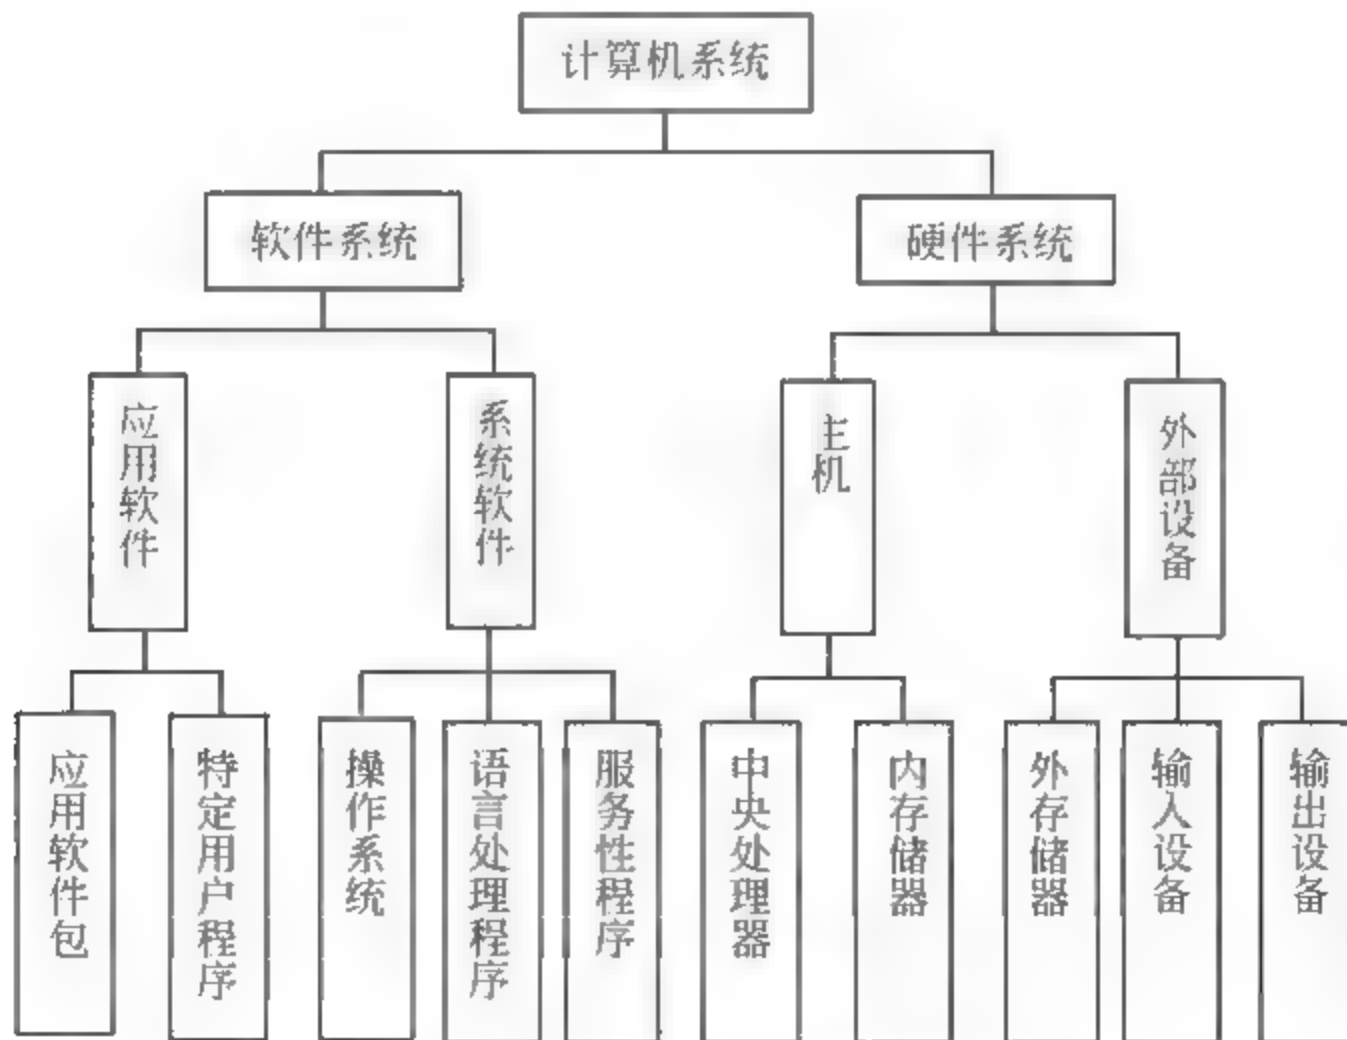 计算机系统
软件系统
硬件系统
应用软件
系统软件
主机
外部设备
应用软件包
特定用户程序
操作系统
语言处理程序
服务性程序
中央处理器
内存储器
外存储器
输入设备
输出设备